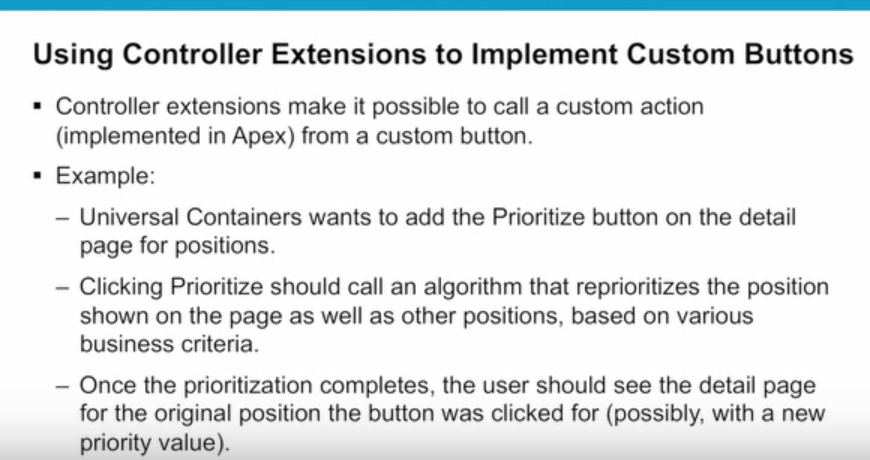 Using Controller Extensions to Implement Custom Buttons
▪ Controller extensions make it possible to call a custom action
(implemented in Apex) from a custom button.
▪ Example:
– Universal Containers wants to add the Prioritize button on the detail
page for positions.
– Clicking Prioritize should call an algorithm that reprioritizes the position
shown on the page as well as other positions, based on various
business criteria.
– Once the prioritization completes, the user should see the detail page
for the original position the button was clicked for (possibly, with a new
priority value).